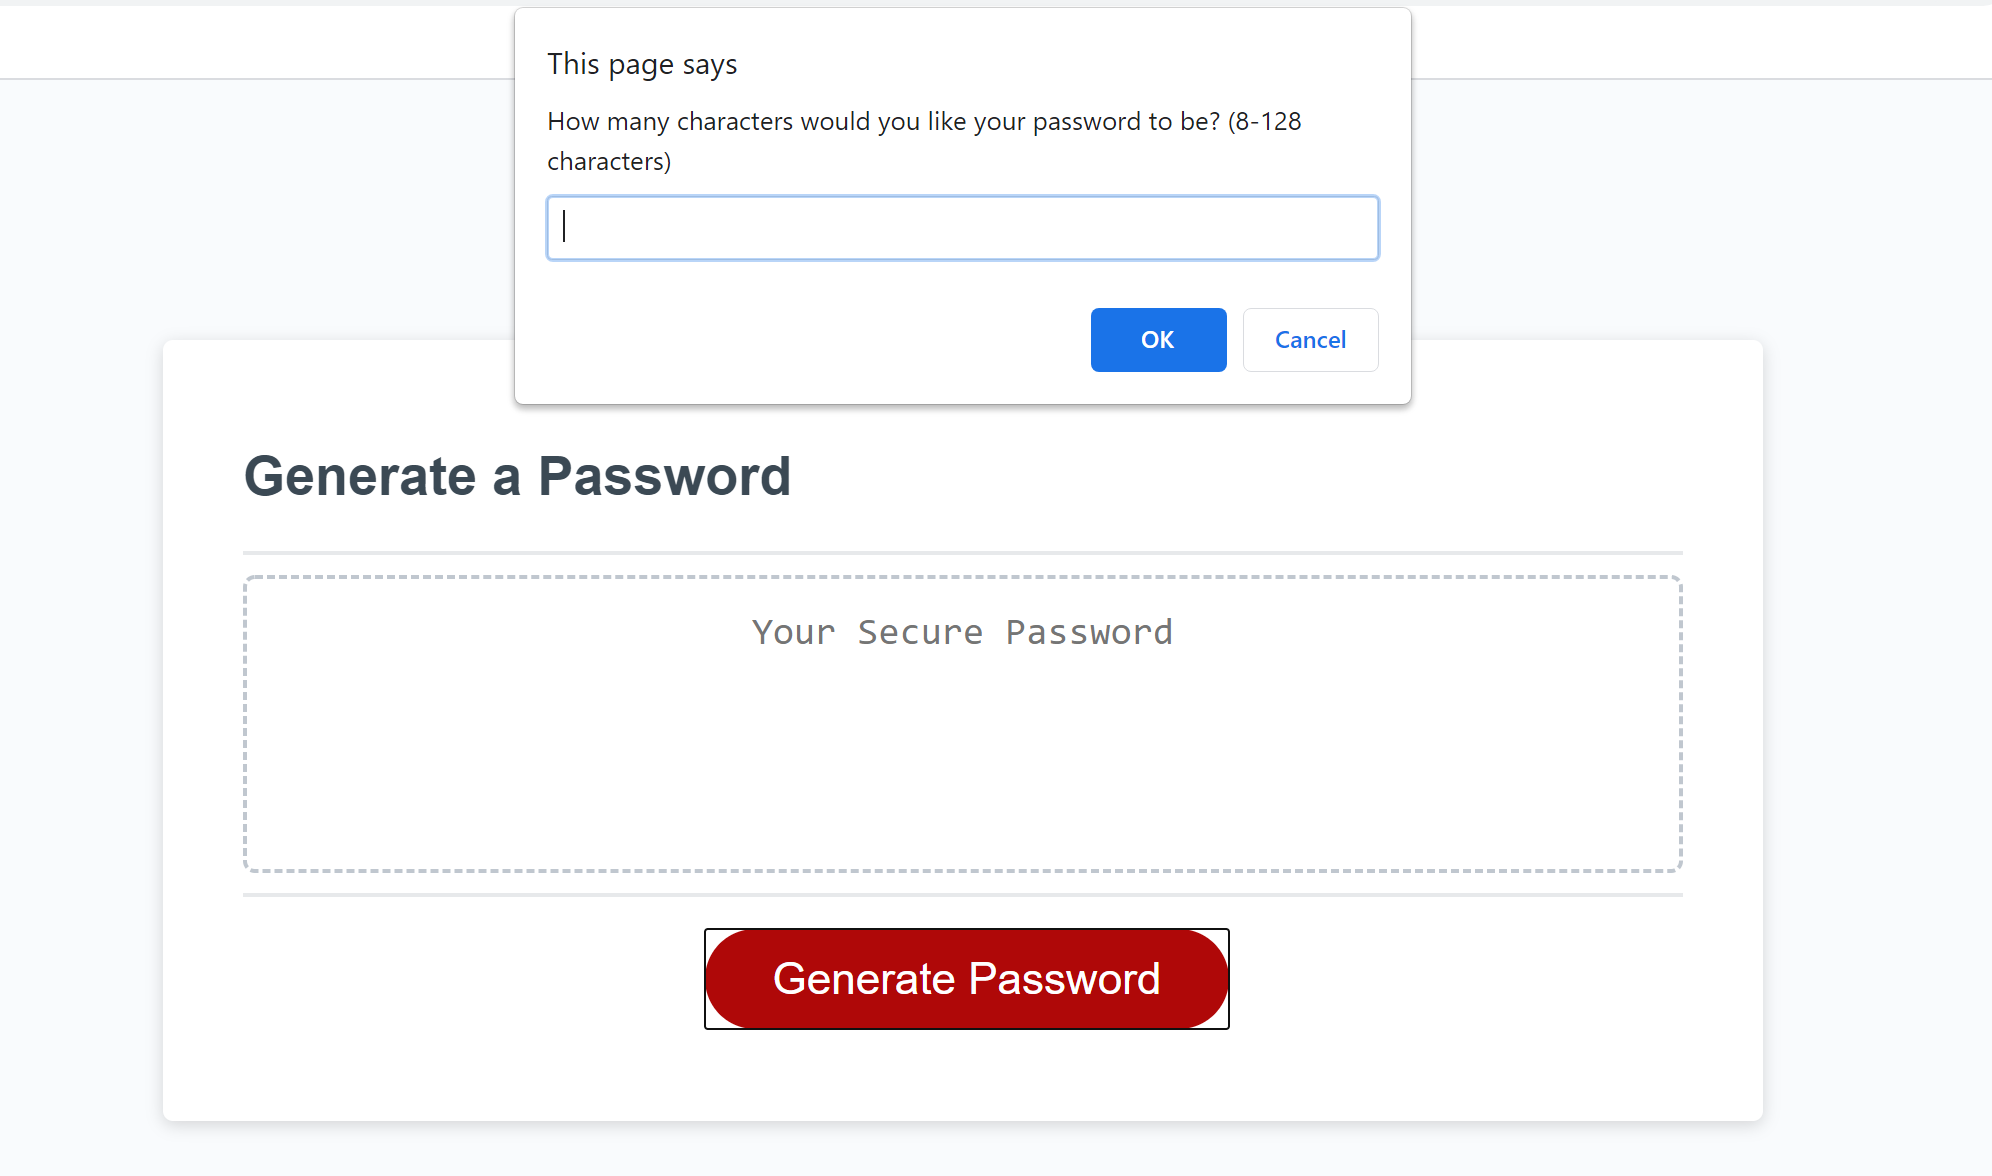 This page says
How many characters would you like your password to be? (8-128
characters)
OK
Cancel
Generate a Password
Your Secure Password
Generate Password